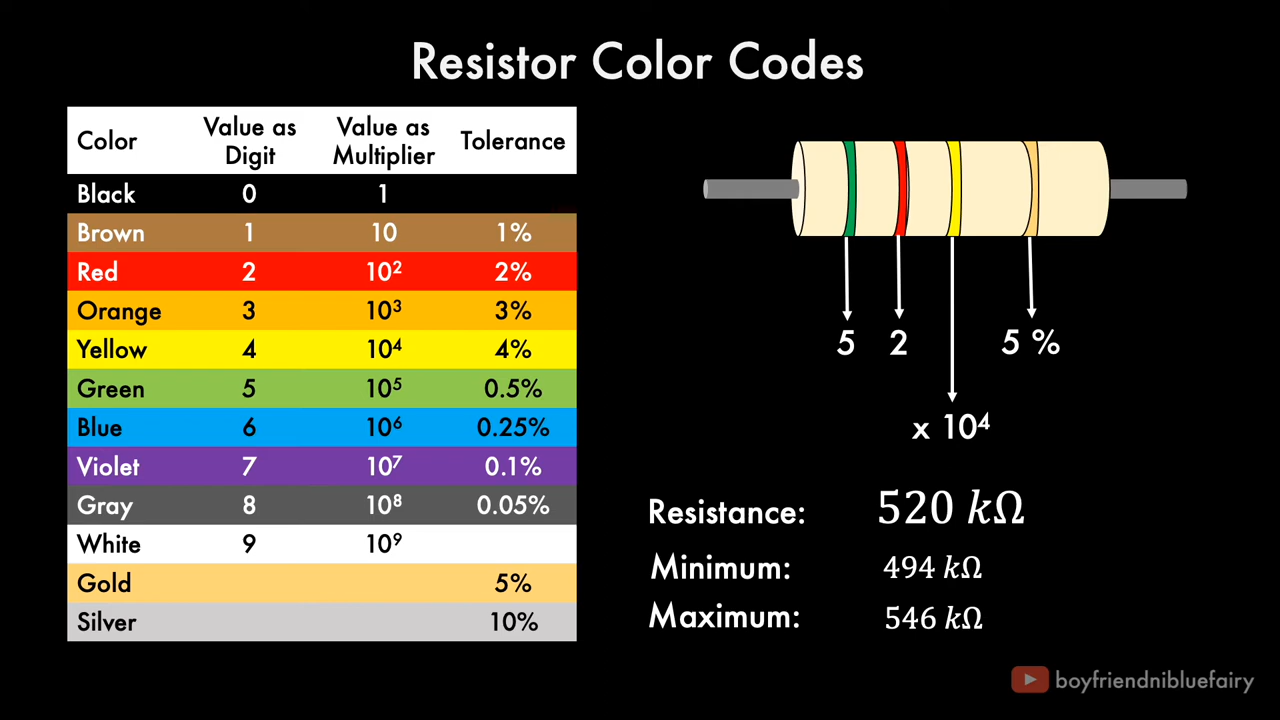 Resistor Color Codes
Color Value as Digit Value as Multiplier Tolerance
Black 0 1
Brown 1 10 1%
Red 2 10² 2%
Orange 3 10³ 3%
Yellow 4 10⁴ 4%
Green 5 10⁵ 0.5%
Blue 6 10⁶ 0.25%
Violet 7 10⁷ 0.1%
Gray 8 10⁸ 0.05%
White 9 10⁹
Gold 5%
Silver 10%
5 2 5 %
x 10⁴
Resistance: 520 kΩ
Minimum: 494 kΩ
Maximum: 546 kΩ
boyfriendnibluefairy